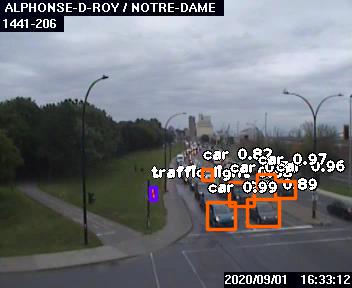 ALPHONSE-D-ROY / NOTRE-DAME
1441-206
car 0.82
car 0.97
car 0.96
car 0.99
0.89
2020/09/01 16:33:12